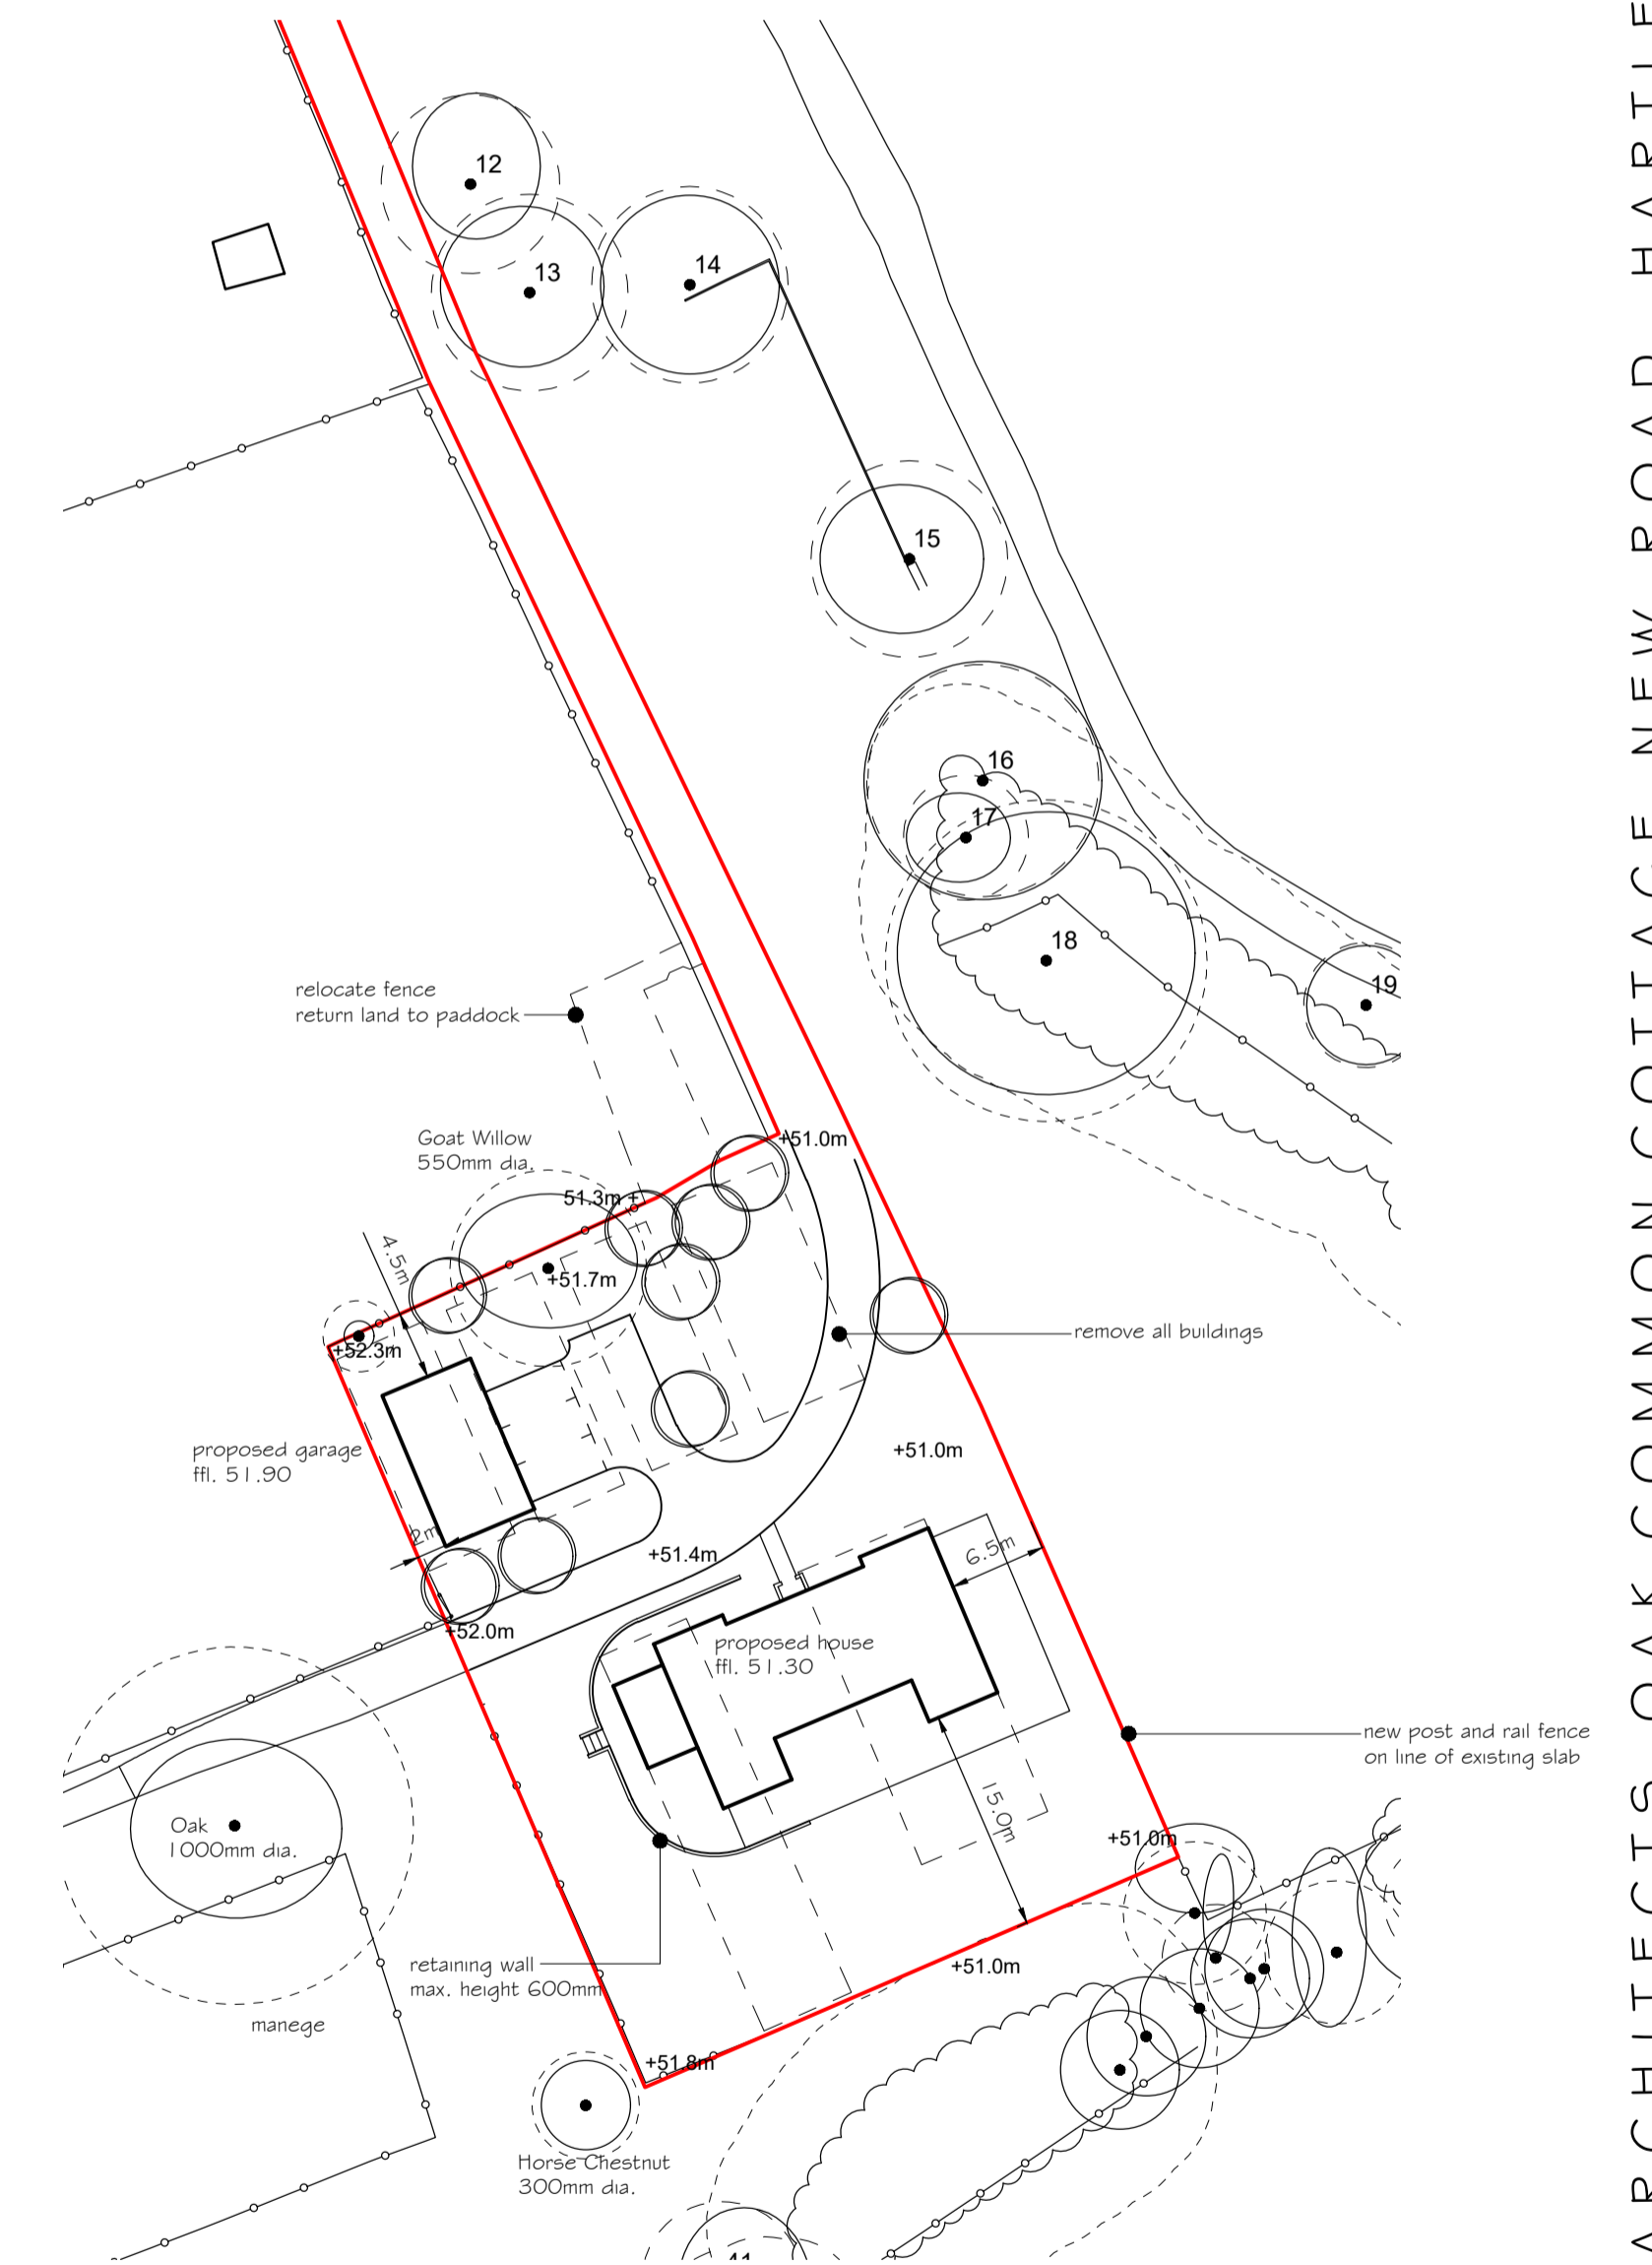 12
13
14
15
16
17
18
19
relocate fence
return land to paddock
Goat Willow
550mm dia.
+51.0m
51.3m +
+51.7m
4.5m
+52.3m
remove all buildings
proposed garage
ffl. 51.90
+51.0m
2m
+51.4m
6.5m
+52.0m
proposed house
ffl. 51.30
new post and rail fence
on line of existing slab
15.0m
Oak
1000mm dia.
+51.0m
retaining wall
max. height 600mm
+51.0m
manege
+51.8m
Horse Chestnut
300mm dia.
41
ARCHITECTS OAK COMMON COTTAGE NEW ROAD HARTLE